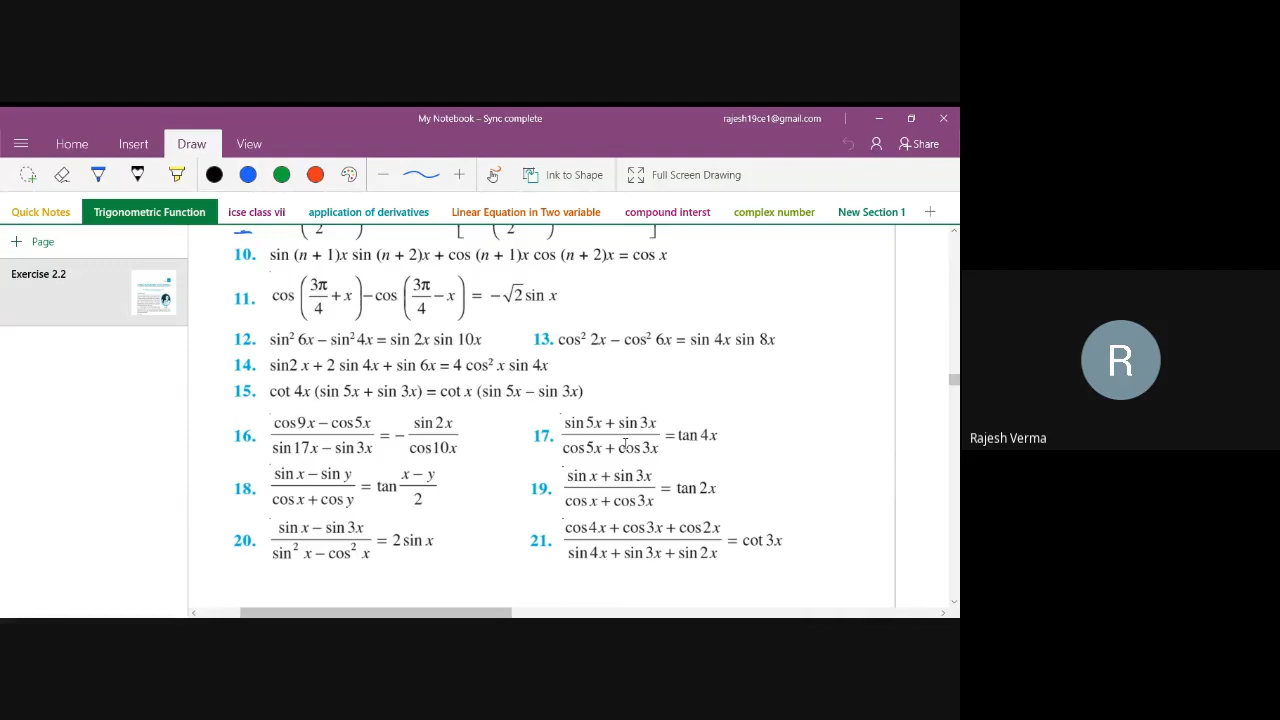 My Notebook – Sync complete
rajesh19ce1@gmail.com
Home Insert Draw View
Share
Ink to Shape Full Screen Drawing
Quick Notes Trigonometric Function icse class vii application of derivatives Linear Equation in Two variable compound interst complex number New Section 1
Page
Exercise 2.2
10. sin (n + 1)x sin (n + 2)x + cos (n + 1)x cos (n + 2)x = cos x
11. cos (3π/4 + x) – cos (3π/4 – x) = –√2 sin x
12. sin² 6x – sin² 4x = sin 2x sin 10x 13. cos² 2x – cos² 6x = sin 4x sin 8x
14. sin2 x + 2 sin 4x + sin 6x = 4 cos² x sin 4x
15. cot 4x (sin 5x + sin 3x) = cot x (sin 5x – sin 3x)
16. (cos 9x – cos 5x)/(sin 17x – sin 3x) = – sin 2x/cos 10x 17. (sin 5x + sin 3x)/(cos 5x + cos 3x) = tan 4x
18. (sin x – sin y)/(cos x + cos y) = tan (x – y)/2 19. (sin x + sin 3x)/(cos x + cos 3x) = tan 2x
20. (sin x – sin 3x)/(sin² x – cos² x) = 2 sin x 21. (cos 4x + cos 3x + cos 2x)/(sin 4x + sin 3x + sin 2x) = cot 3x
R
Rajesh Verma